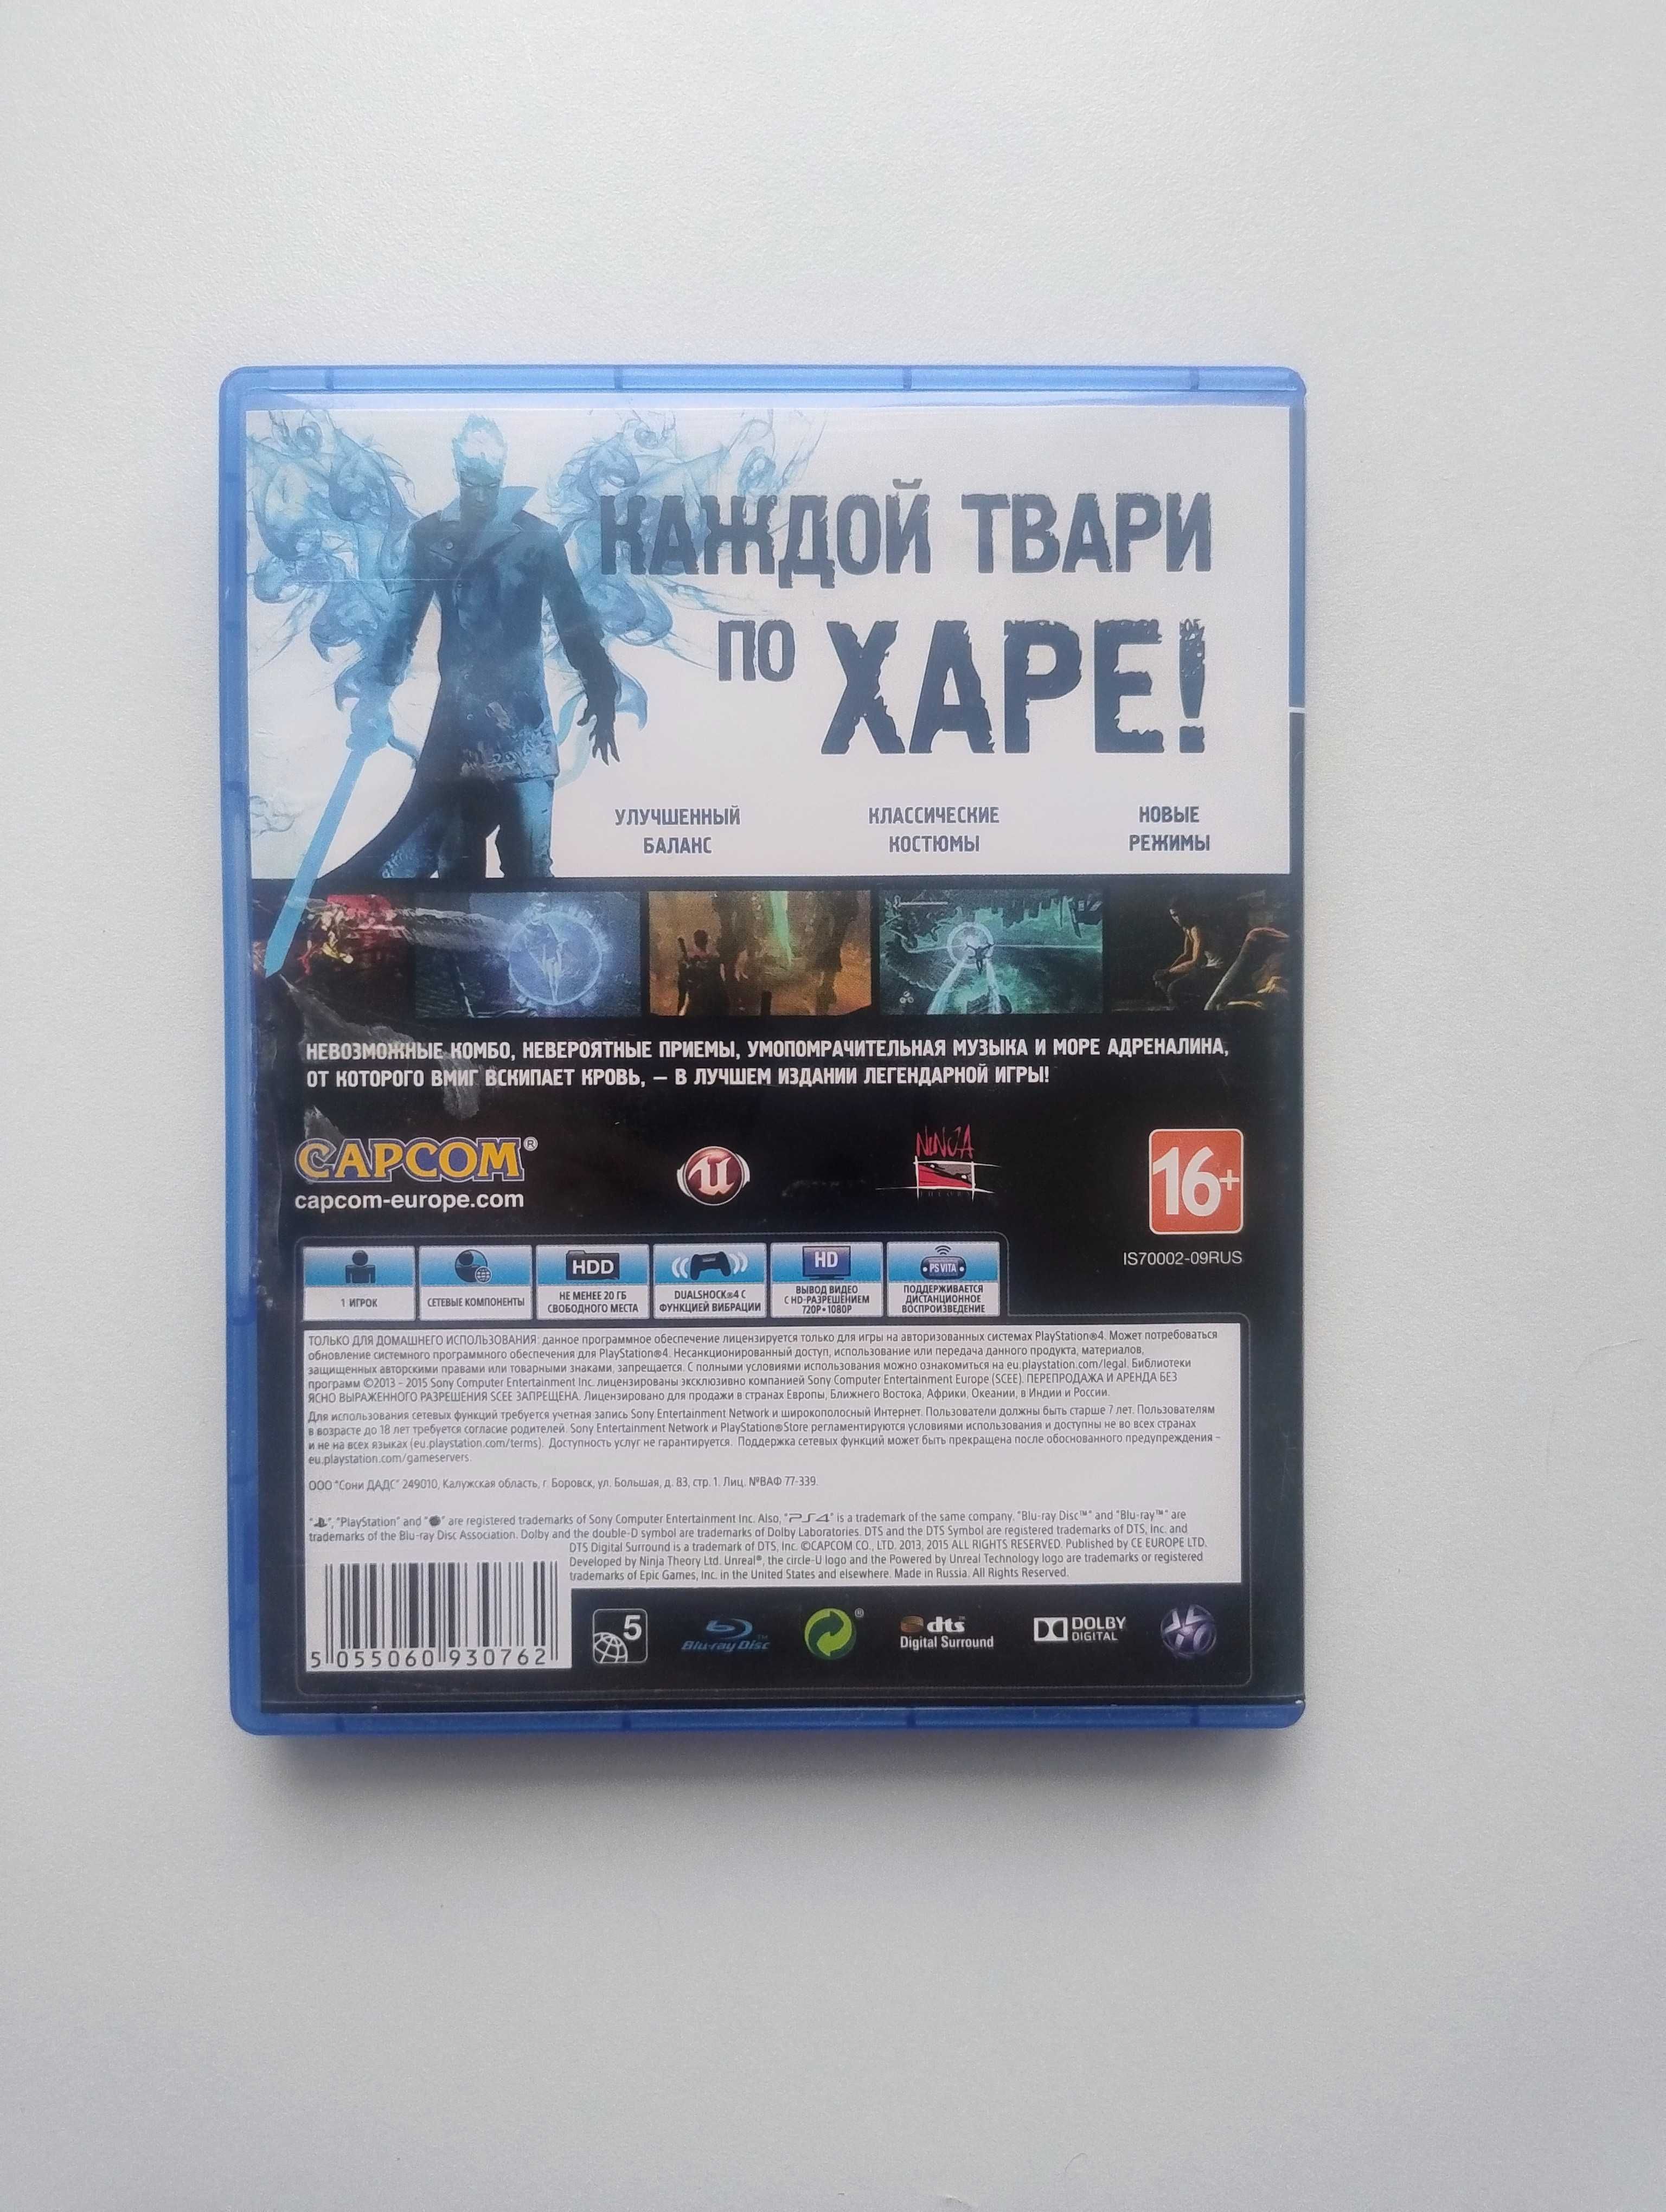 КАЖДОЙ ТВАРИ
ПО ХАРЕ!
УЛУЧШЕННЫЙ
БАЛАНС
КЛАССИЧЕСКИЕ
КОСТЮМЫ
НОВЫЕ
РЕЖИМЫ
НЕВОЗМОЖНЫЕ КОМБО, НЕВЕРОЯТНЫЕ ПРИЕМЫ, УМОПОМРАЧИТЕЛЬНАЯ МУЗЫКА И МОРЕ АДРЕНАЛИНА,
ОТ КОТОРОГО ВМИГ ВСКИПАЕТ КРОВЬ, — В ЛУЧШЕМ ИЗДАНИИ ЛЕГЕНДАРНОЙ ИГРЫ!
CAPCOM®
capcom-europe.com
NINJA
THEORY
16+
IS70002-09RUS
1 ИГРОК
СЕТЕВЫЕ КОМПОНЕНТЫ
HDD
НЕ МЕНЕЕ 20 ГБ
СВОБОДНОГО МЕСТА
DUALSHOCK®4 С
ФУНКЦИЕЙ ВИБРАЦИИ
HD
ВЫВОД ВИДЕО
С HD-РАЗРЕШЕНИЕМ
720P•1080P
PS VITA
ПОДДЕРЖИВАЕТСЯ
ДИСТАНЦИОННОЕ
ВОСПРОИЗВЕДЕНИЕ
ТОЛЬКО ДЛЯ ДОМАШНЕГО ИСПОЛЬЗОВАНИЯ: данное программное обеспечение лицензируется только для игры на авторизованных системах PlayStation®4. Может потребоваться
обновление системного программного обеспечения для PlayStation®4. Несанкционированный доступ, использование или передача данного продукта, материалов,
защищенных авторскими правами или товарными знаками, запрещается. С полными условиями использования можно ознакомиться на eu.playstation.com/legal. Библиотеки
программ ©2013 - 2015 Sony Computer Entertainment Inc. лицензированы эксклюзивно компанией Sony Computer Entertainment Europe (SCEE). ПЕРЕПРОДАЖА И АРЕНДА БЕЗ
ЯСНО ВЫРАЖЕННОГО РАЗРЕШЕНИЯ SCEE ЗАПРЕЩЕНА. Лицензировано для продажи в странах Европы, Ближнего Востока, Африки, Океании, в Индии и России.
Для использования сетевых функций требуется учетная запись Sony Entertainment Network и широкополосный Интернет. Пользователи должны быть старше 7 лет. Пользователям
в возрасте до 18 лет требуется согласие родителей. Sony Entertainment Network и PlayStation®Store регламентируются условиями использования и доступны не во всех странах
и не на всех языках (eu.playstation.com/terms). Доступность услуг не гарантируется. Поддержка сетевых функций может быть прекращена после обоснованного предупреждения –
eu.playstation.com/gameservers.
ООО "Сони ДАДС" 249010, Калужская область, г. Боровск, ул. Большая, д. 83, стр. 1. Лиц. №ВАФ 77-339.
"", "PlayStation" and "" are registered trademarks of Sony Computer Entertainment Inc. Also, "PS4" is a trademark of the same company. "Blu-ray Disc™" and "Blu-ray™" are
trademarks of the Blu-ray Disc Association. Dolby and the double-D symbol are trademarks of Dolby Laboratories. DTS and the DTS Symbol are registered trademarks of DTS, Inc. and
DTS Digital Surround is a trademark of DTS, Inc. ©CAPCOM CO., LTD. 2013, 2015 ALL RIGHTS RESERVED. Published by CE EUROPE LTD.
Developed by Ninja Theory Ltd. Unreal®, the circle-U logo and the Powered by Unreal Technology logo are trademarks or registered
trademarks of Epic Games, Inc. in the United States and elsewhere. Made in Russia. All Rights Reserved.
5 055060 930762
5
Blu-ray Disc™
®
dts
Digital Surround
DOLBY
DIGITAL